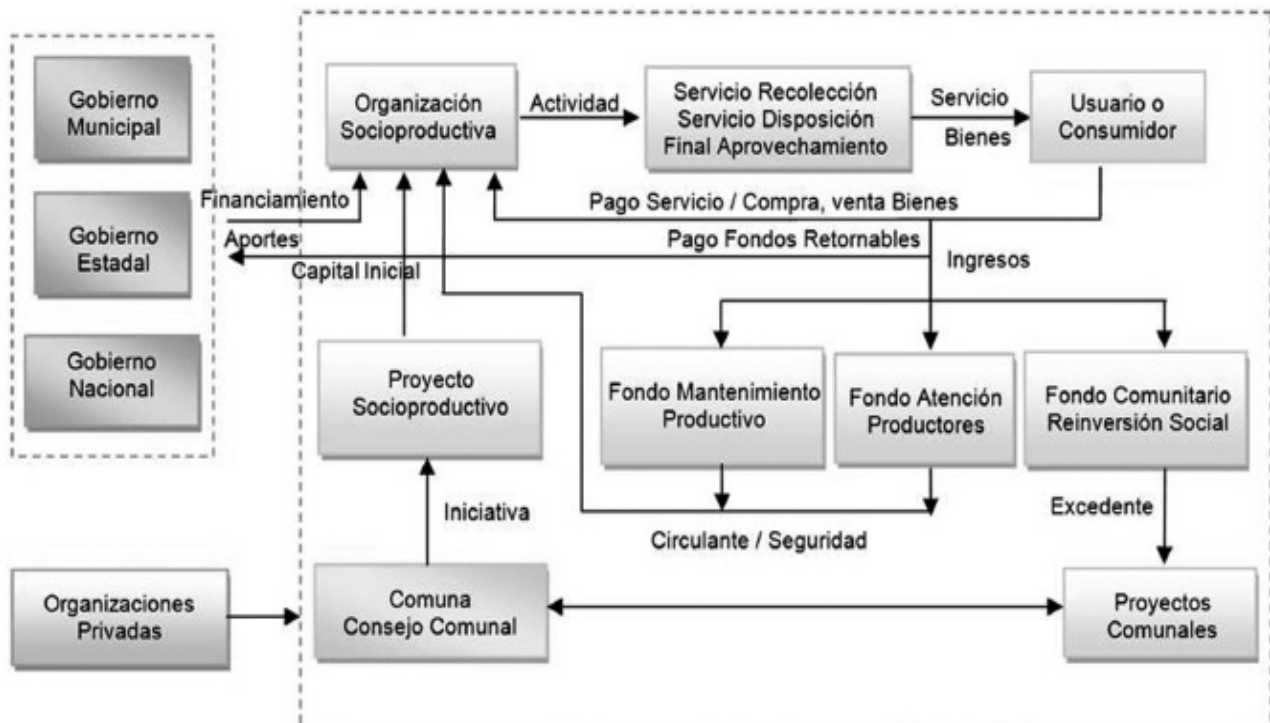 Gobierno
Municipal
Gobierno
Estadal
Gobierno
Nacional
Organizaciones
Privadas
Organización
Socioproductiva
Actividad
Servicio Recolección
Servicio Disposición
Final Aprovechamiento
Servicio
Bienes
Usuario o
Consumidor
Financiamiento
Aportes
Capital Inicial
Pago Servicio / Compra, venta Bienes
Pago Fondos Retornables
Ingresos
Proyecto
Socioproductivo
Fondo Mantenimiento
Productivo
Fondo Atención
Productores
Fondo Comunitario
Reinversión Social
Iniciativa
Circulante / Seguridad
Excedente
Comuna
Consejo Comunal
Proyectos
Comunales